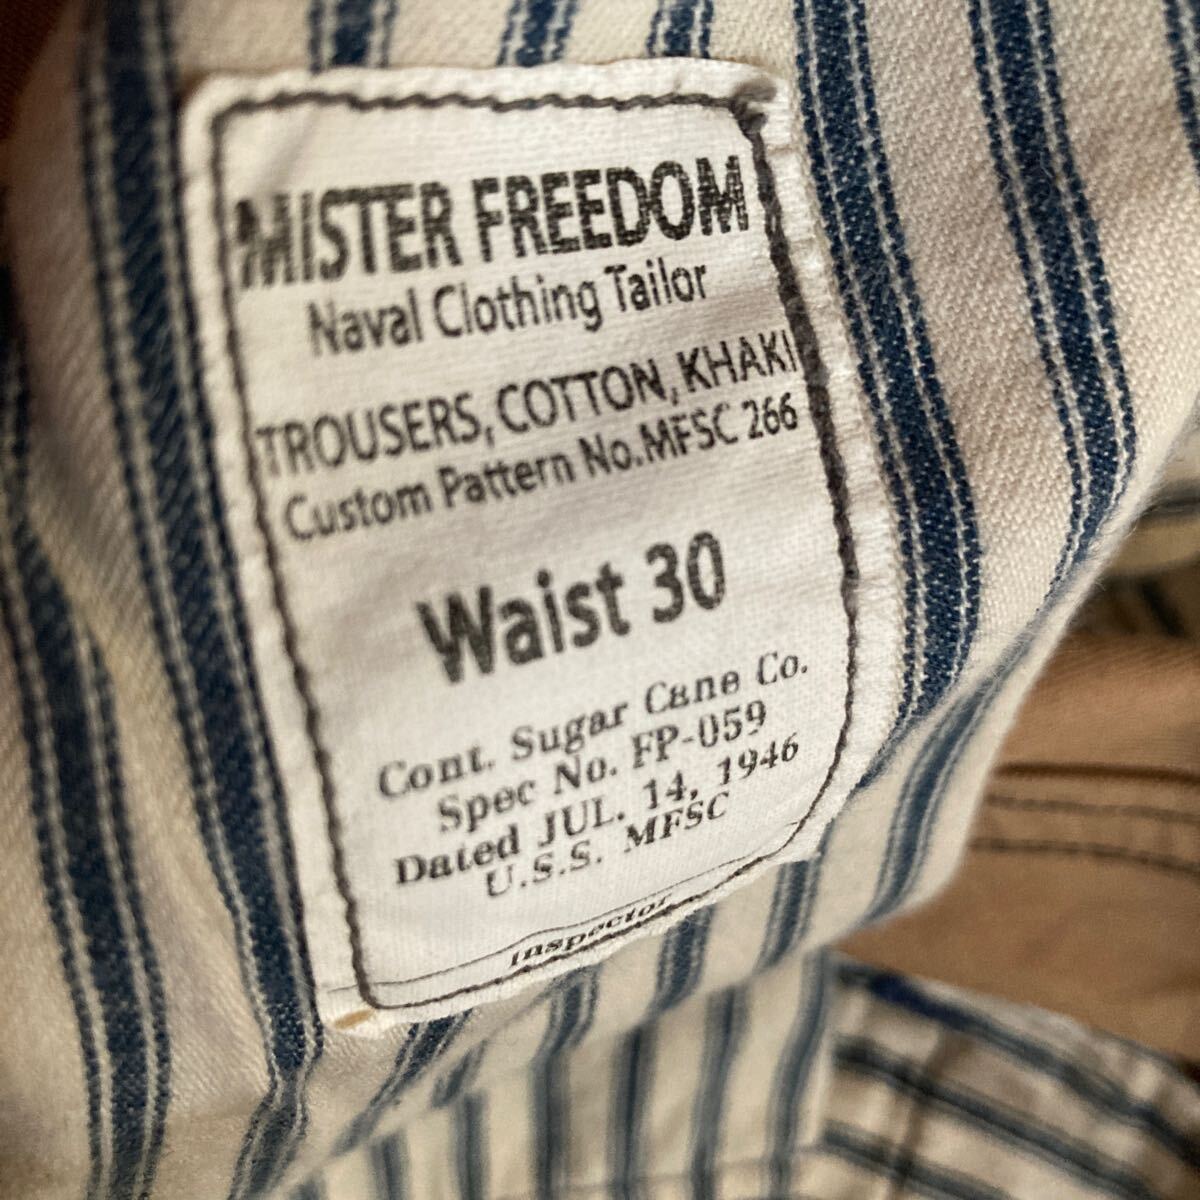 MISTER FREEDOM
Naval Clothing Tailor
TROUSERS, COTTON, KHAKI
Custom Pattern No.MFSC 266
Waist 30
Cont. Sugar Cane Co.
Spec No. FP-059
Dated JUL. 14, 1946
U.S.S. MFSC
Inspector